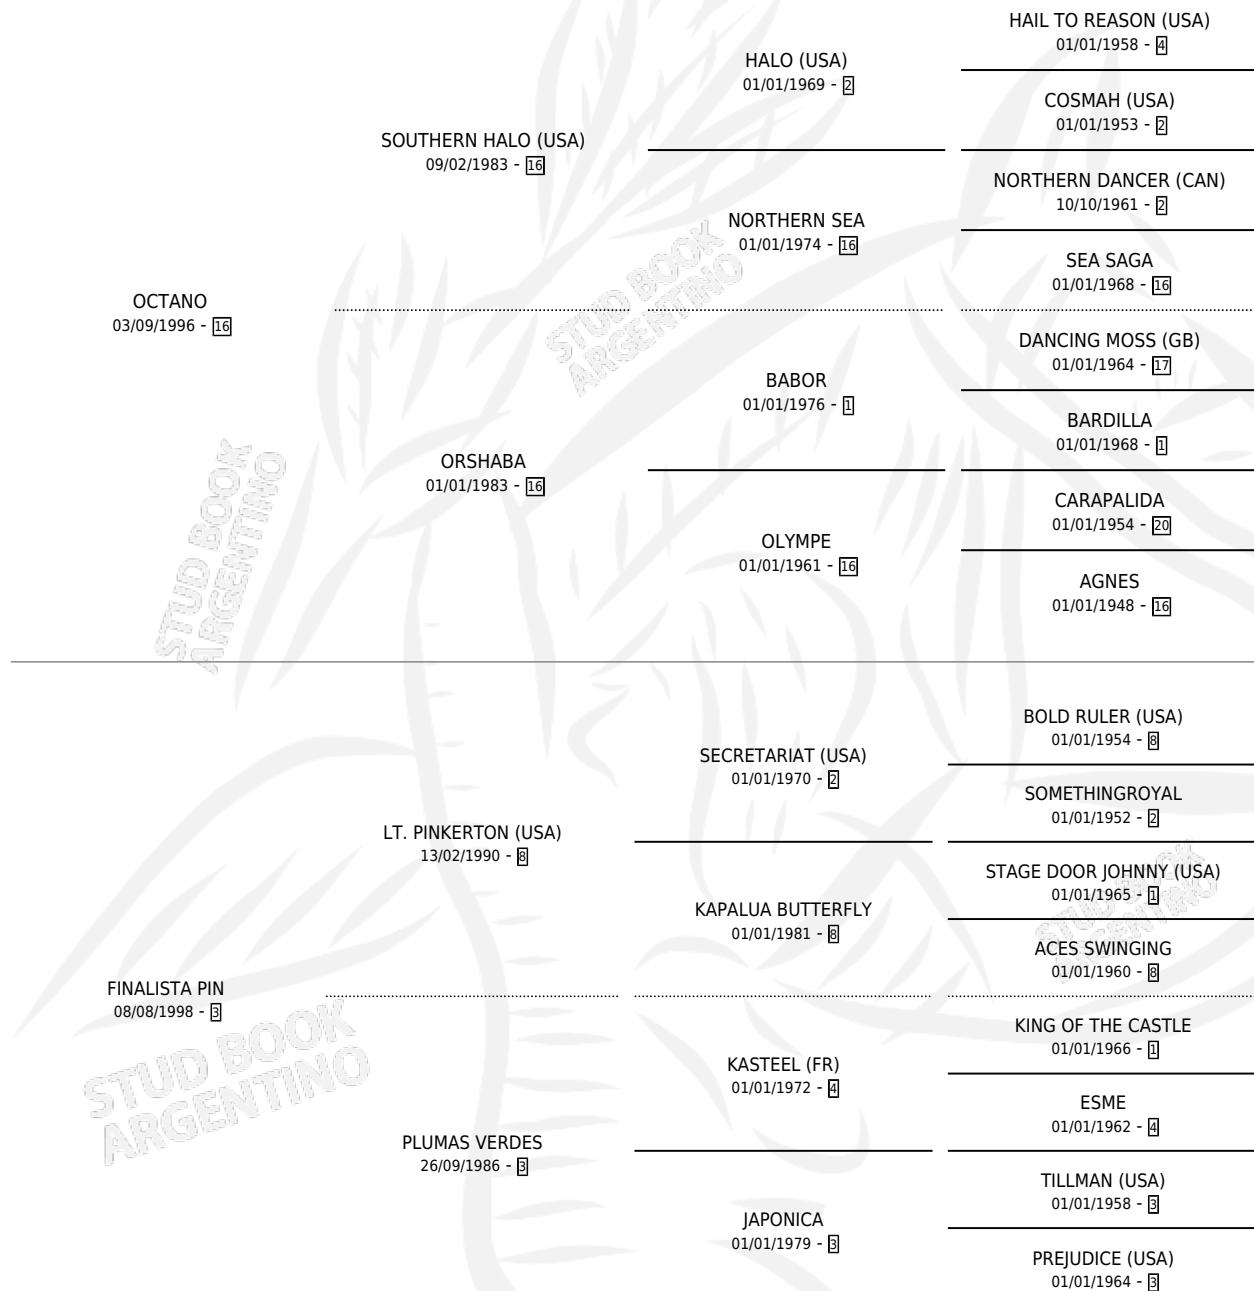 HAIL TO REASON (USA)
01/01/1958 - 4
HALO (USA)
01/01/1969 - 2
COSMAH (USA)
01/01/1953 - 2
SOUTHERN HALO (USA)
09/02/1983 - 16
NORTHERN DANCER (CAN)
10/10/1961 - 2
NORTHERN SEA
01/01/1974 - 16
SEA SAGA
01/01/1968 - 16
OCTANO
03/09/1996 - 16
DANCING MOSS (GB)
01/01/1964 - 17
BABOR
01/01/1976 - 1
BARDILLA
01/01/1968 - 1
ORSHABA
01/01/1983 - 16
CARAPALIDA
01/01/1954 - 20
OLYMPE
01/01/1961 - 16
AGNES
01/01/1948 - 16
STUD BOOK
ARGENTINO
STUD BOOK
ARGENTINO
BOLD RULER (USA)
01/01/1954 - 8
SECRETARIAT (USA)
01/01/1970 - 2
SOMETHINGROYAL
01/01/1952 - 2
LT. PINKERTON (USA)
13/02/1990 - 8
STAGE DOOR JOHNNY (USA)
01/01/1965 - 1
KAPALUA BUTTERFLY
01/01/1981 - 8
ACES SWINGING
01/01/1960 - 8
FINALISTA PIN
08/08/1998 - 3
KING OF THE CASTLE
01/01/1966 - 1
KASTEEL (FR)
01/01/1972 - 4
ESME
01/01/1962 - 4
PLUMAS VERDES
26/09/1986 - 3
TILLMAN (USA)
01/01/1958 - 3
JAPONICA
01/01/1979 - 3
PREJUDICE (USA)
01/01/1964 - 3
STUD BOOK
ARGENTINO
STUD BOOK
ARGENTINO